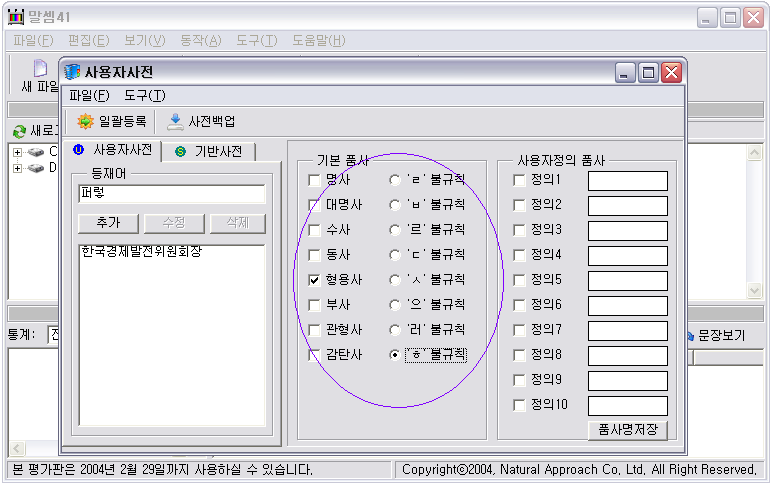 말셈41
파일(F) 편집(E) 보기(V) 동작(A) 도구(T) 도움말(H)
새 파일
새로고
C
D
통계:
문장보기
사용자사전
파일(F) 도구(T)
일괄등록 사전백업
사용자사전 기반사전
등재어
퍼렇
추가 수정 삭제
한국경제발전위원회장
기본 품사
명사 'ㄹ' 불규칙
대명사 'ㅂ' 불규칙
수사 '르' 불규칙
동사 'ㄷ' 불규칙
형용사 'ㅅ' 불규칙
부사 '으' 불규칙
관형사 '러' 불규칙
감탄사 'ㅎ' 불규칙
사용자정의 품사
정의1
정의2
정의3
정의4
정의5
정의6
정의7
정의8
정의9
정의10
품사명저장
본 평가판은 2004년 2월 29일까지 사용하실 수 있습니다.
Copyright©2004, Natural Approach Co, Ltd, All Right Reserved,